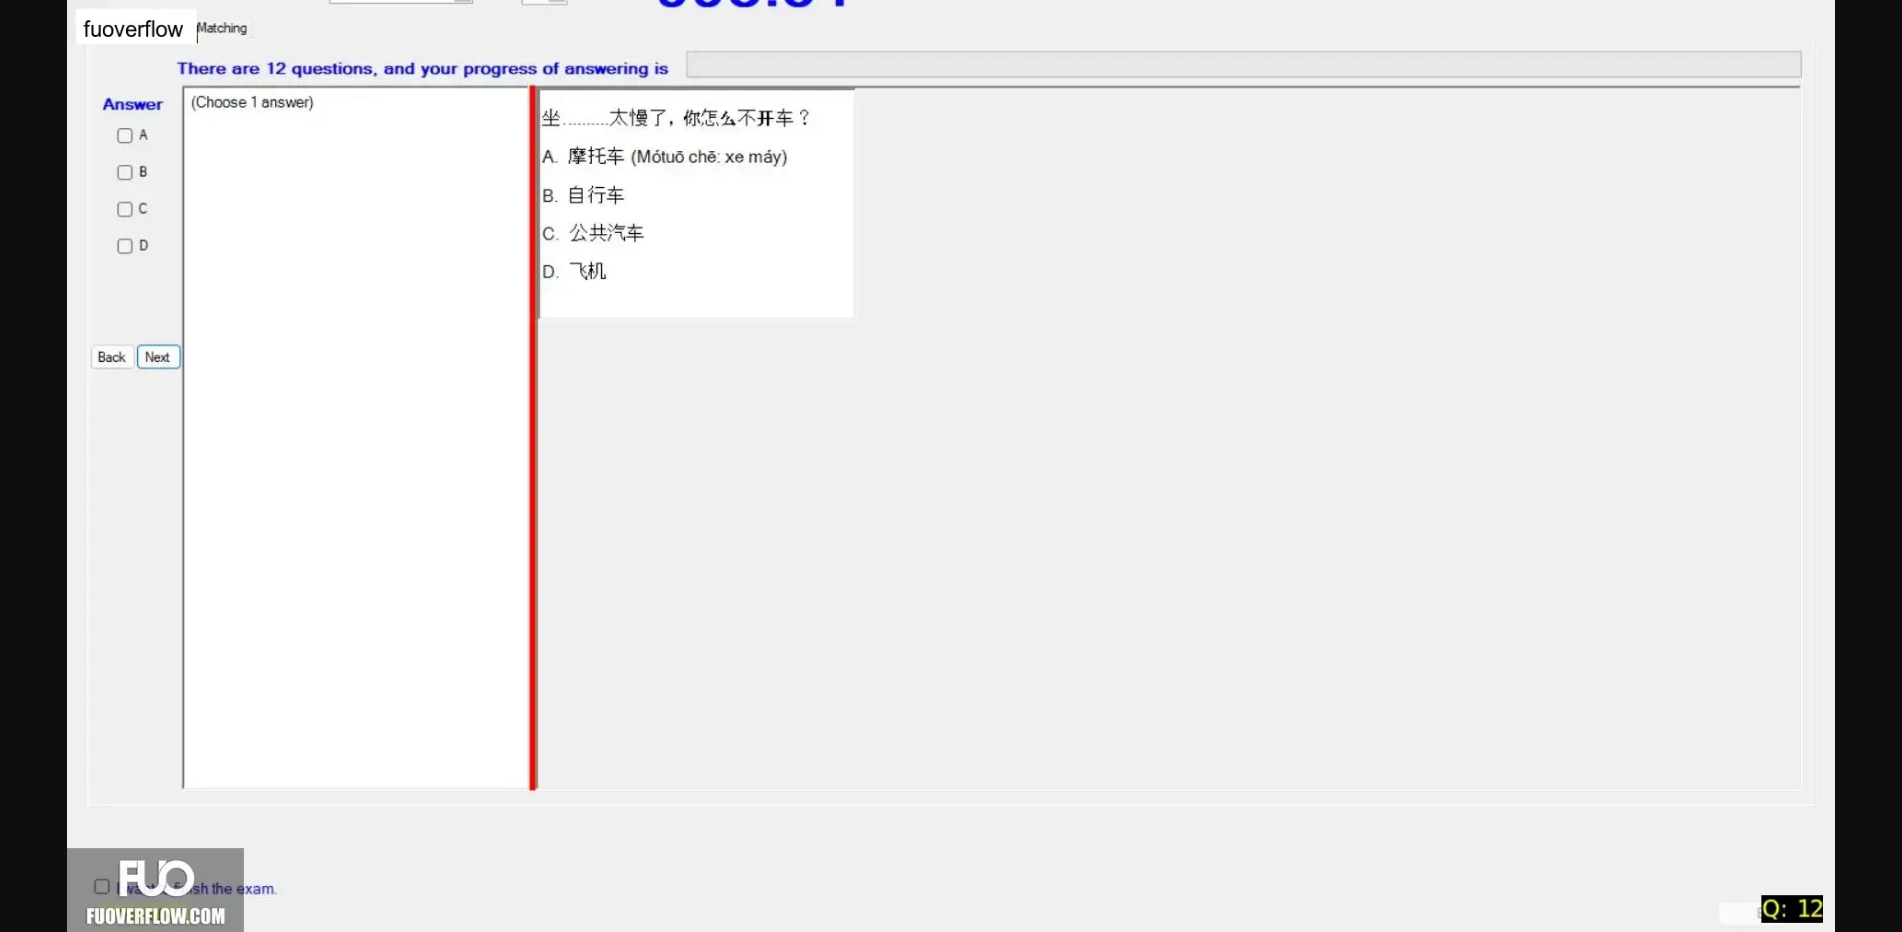 fuoverflow
Matching
There are 12 questions, and your progress of answering is
Answer
(Choose 1 answer)
A
B
C
D
Back
Next
坐.........太慢了，你怎么不开车？
A. 摩托车 (Mótuō chē: xe máy)
B. 自行车
C. 公共汽车
D. 飞机
FUO
sh the exam.
FUOVERFLOW.COM
Q: 12